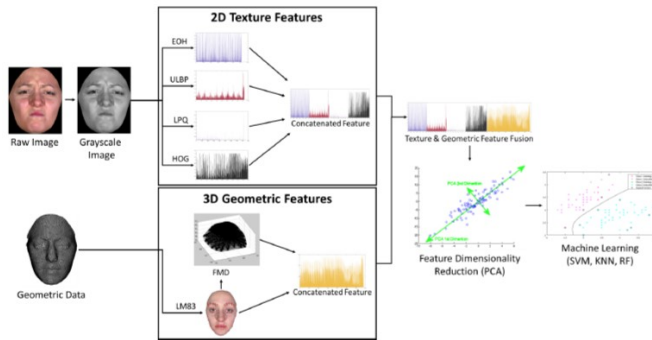 2D Texture Features
EOH
ULBP
LPQ
HOG
Concatenated Feature
Raw Image
Grayscale
Image
Texture & Geometric Feature Fusion
3D Geometric Features
FMD
LM83
Concatenated Feature
Geometric Data
Feature Dimensionality
Reduction (PCA)
Machine Learning
(SVM, KNN, RF)